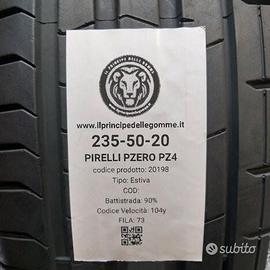 IL PRINCIPE DELLE GOMME
www.ilprincipedellegomme.it
235-50-20
PIRELLI PZERO PZ4
codice prodotto: 20198
Tipo: Estiva
COD:
Battistrada: 90%
Codice Velocità: 104y
FILA: 73
subito